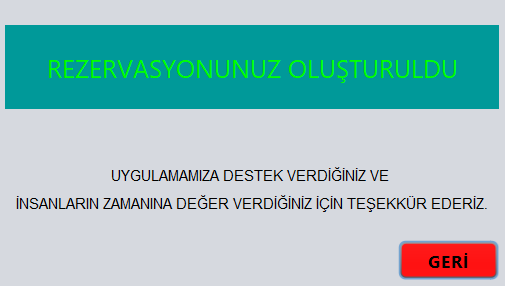 REZERVASYONUNUZ OLUŞTURULDU
UYGULAMAMIZA DESTEK VERDİĞİNİZ VE
İNSANLARIN ZAMANINA DEĞER VERDİĞİNİZ İÇİN TEŞEKKÜR EDERİZ.
GERİ